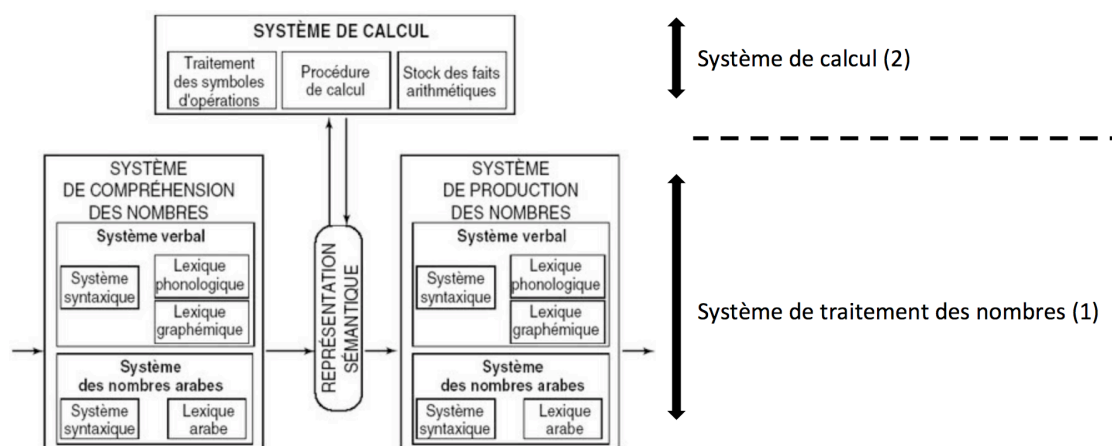 SYSTÈME DE CALCUL
Traitement
des symboles
d'opérations
Procédure
de calcul
Stock des faits
arithmétiques
Système de calcul (2)
SYSTÈME
DE COMPRÉHENSION
DES NOMBRES
Système verbal
Système
syntaxique
Lexique
phonologique
Lexique
graphémique
Système
des nombres arabes
Système
syntaxique
Lexique
arabe
REPRÉSENTATION
SÉMANTIQUE
SYSTÈME
DE PRODUCTION
DES NOMBRES
Système verbal
Système
syntaxique
Lexique
phonologique
Lexique
graphémique
Système
des nombres arabes
Système
syntaxique
Lexique
arabe
Système de traitement des nombres (1)